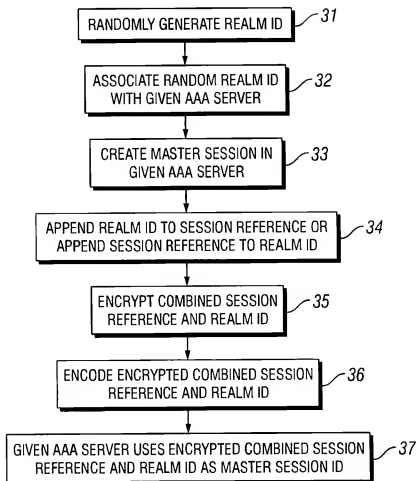 RANDOMLY GENERATE REALM ID
31
ASSOCIATE RANDOM REALM ID
WITH GIVEN AAA SERVER
32
CREATE MASTER SESSION IN
GIVEN AAA SERVER
33
APPEND REALM ID TO SESSION REFERENCE OR
APPEND SESSION REFERENCE TO REALM ID
34
ENCRYPT COMBINED SESSION
REFERENCE AND REALM ID
35
ENCODE ENCRYPTED COMBINED SESSION
REFERENCE AND REALM ID
36
GIVEN AAA SERVER USES ENCRYPTED COMBINED SESSION
REFERENCE AND REALM ID AS MASTER SESSION ID
37